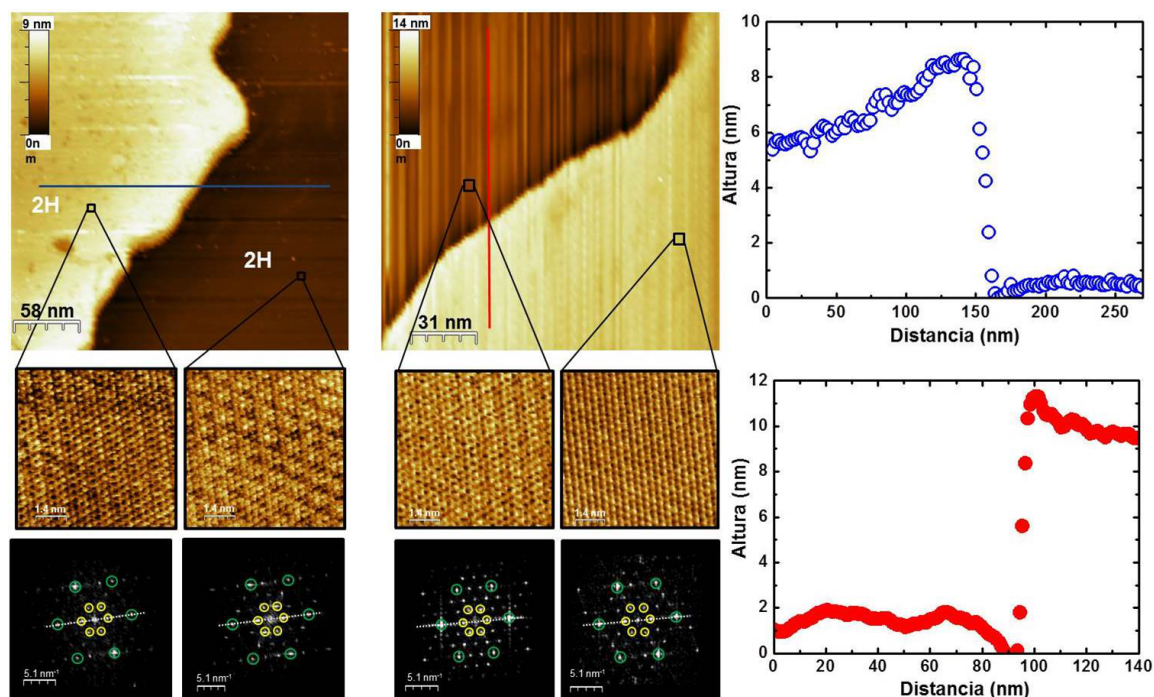 9 nm
0n
m
2H
2H
58 nm
14 nm
0n
m
31 nm
1.4 nm
1.4 nm
1.4 nm
1.4 nm
5.1 nm⁻¹
5.1 nm⁻¹
5.1 nm⁻¹
5.1 nm⁻¹
10
8
6
4
2
0
Altura (nm)
0 50 100 150 200 250
Distancia (nm)
12
10
8
6
4
2
0
Altura (nm)
0 20 40 60 80 100 120 140
Distancia (nm)